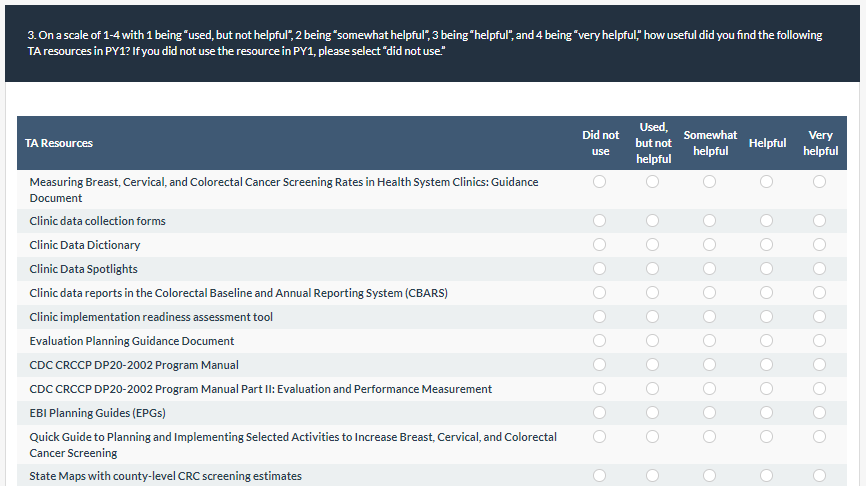 3. On a scale of 1-4 with 1 being “used, but not helpful”, 2 being “somewhat helpful”, 3 being “helpful”, and 4 being “very helpful,” how useful did you find the following
TA resources in PY1? If you did not use the resource in PY1, please select “did not use.”
TA Resources
Did not
use
Used,
but not
helpful
Somewhat
helpful
Helpful
Very
helpful
Measuring Breast, Cervical, and Colorectal Cancer Screening Rates in Health System Clinics: Guidance
Document
Clinic data collection forms
Clinic Data Dictionary
Clinic Data Spotlights
Clinic data reports in the Colorectal Baseline and Annual Reporting System (CBARS)
Clinic implementation readiness assessment tool
Evaluation Planning Guidance Document
CDC CRCCP DP20-2002 Program Manual
CDC CRCCP DP20-2002 Program Manual Part II: Evaluation and Performance Measurement
EBI Planning Guides (EPGs)
Quick Guide to Planning and Implementing Selected Activities to Increase Breast, Cervical, and Colorectal
Cancer Screening
State Maps with county-level CRC screening estimates